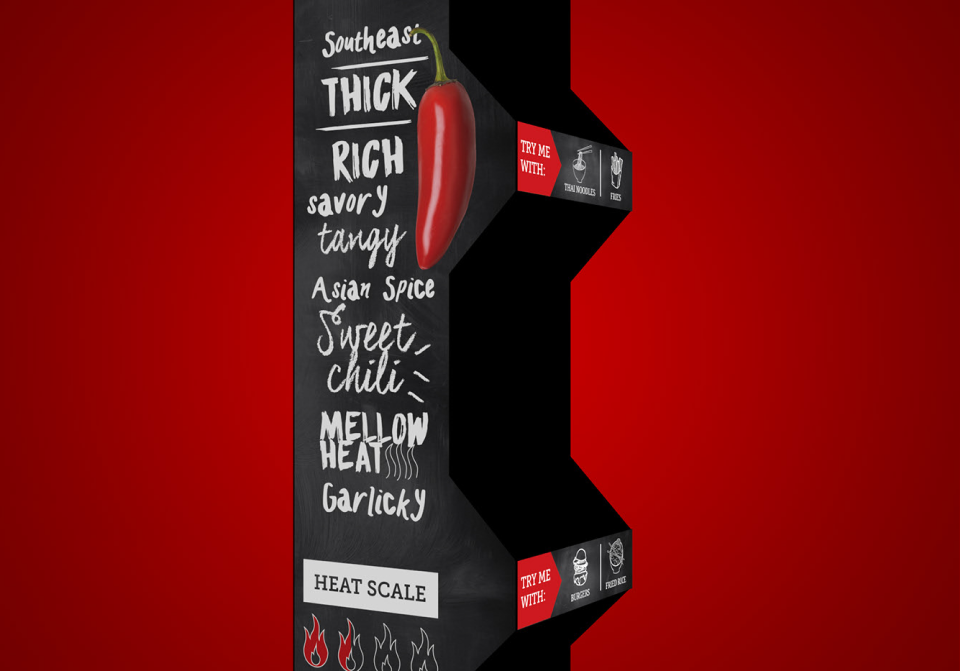 Southeast
THICK
RICH
savory
tangy
Asian Spice
Sweet
chili
MELLOW
HEAT
Garlicky
HEAT SCALE
TRY ME
WITH:
THAI NOODLES
FRIES
TRY ME
WITH:
BURGERS
FRIED RICE